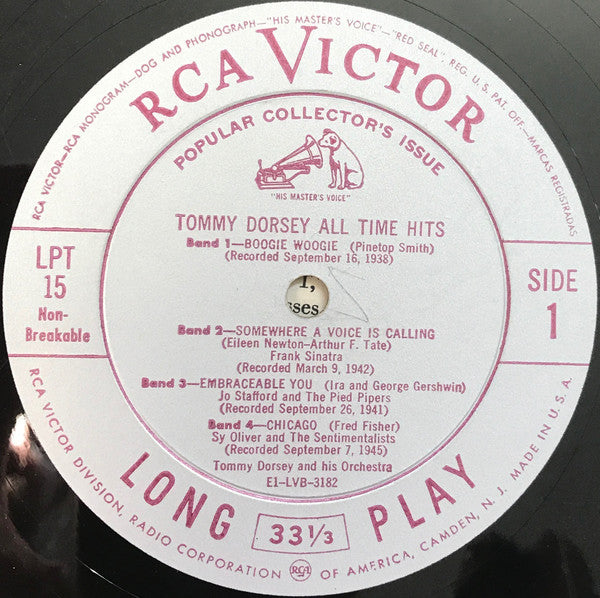 RCA VICTOR—RCA MONOGRAM—DOG AND PHONOGRAPH—"HIS MASTER'S VOICE"—"RED SEAL", REG. U.S. PAT. OFF.—MARCAS REGISTRADAS
RCA VICTOR
POPULAR COLLECTOR'S ISSUE
"HIS MASTER'S VOICE"
TOMMY DORSEY ALL TIME HITS
Band 1—BOOGIE WOOGIE (Pinetop Smith)
(Recorded September 16, 1938)
LPT
15
Non-
Breakable
SIDE
1
1,
sses
Band 2—SOMEWHERE A VOICE IS CALLING
(Eileen Newton-Arthur F. Tate)
Frank Sinatra
(Recorded March 9, 1942)
Band 3—EMBRACEABLE YOU (Ira and George Gershwin)
Jo Stafford and The Pied Pipers
(Recorded September 26, 1941)
Band 4—CHICAGO (Fred Fisher)
Sy Oliver and The Sentimentalists
(Recorded September 7, 1945)
Tommy Dorsey and his Orchestra
E1-LVB-3182
LONG 33 1/3 PLAY
RCA VICTOR DIVISION, RADIO CORPORATION RCA OF AMERICA, CAMDEN, N. J. MADE IN U.S.A.